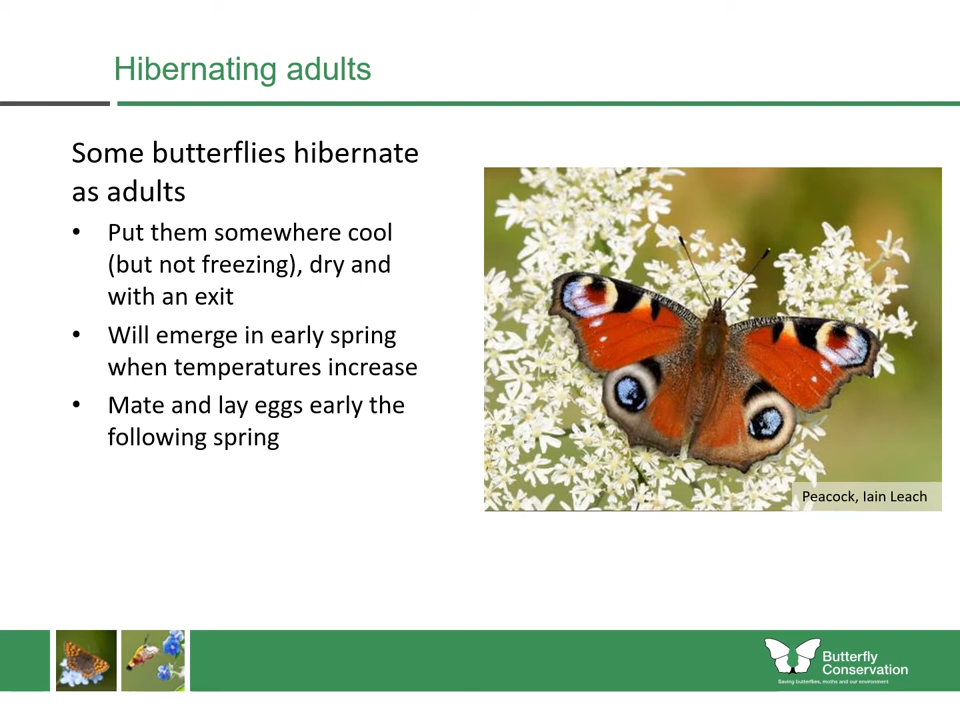 Hibernating adults
Some butterflies hibernate
as adults
• Put them somewhere cool
(but not freezing), dry and
with an exit
• Will emerge in early spring
when temperatures increase
• Mate and lay eggs early the
following spring
Peacock, Iain Leach
Butterfly
Conservation
Saving butterflies, moths and our environment